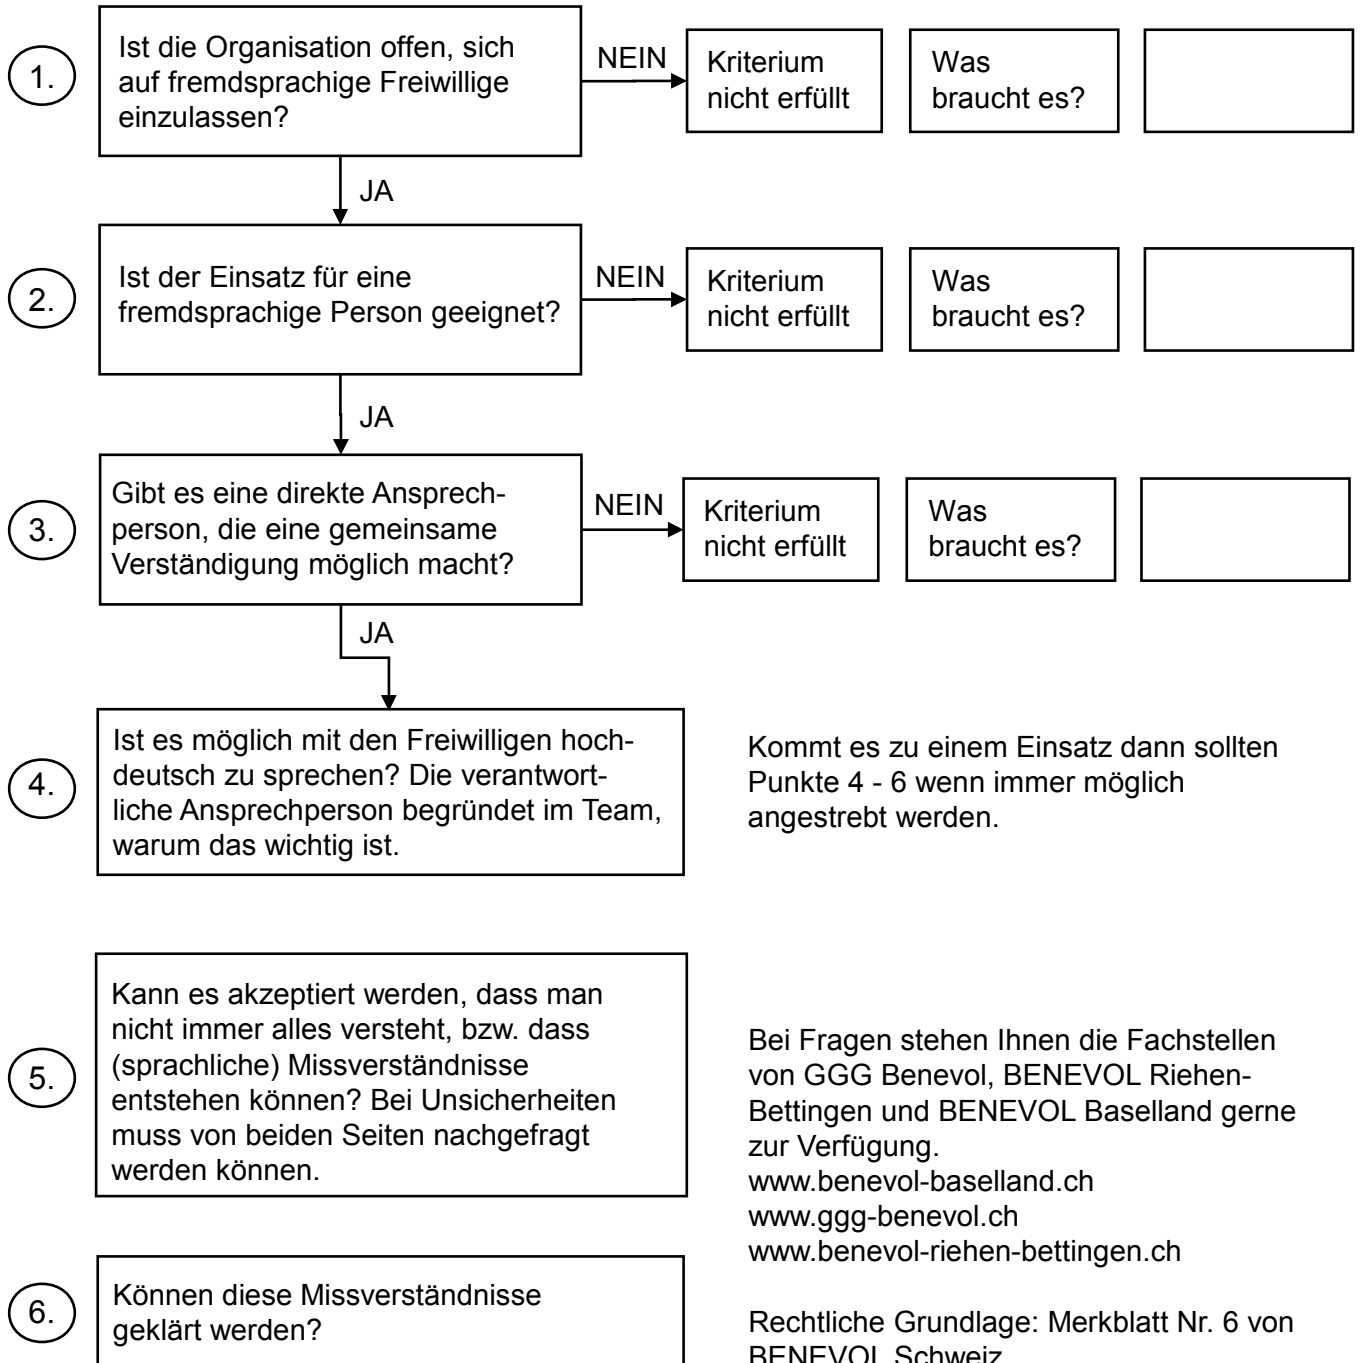 1.
Ist die Organisation offen, sich
auf fremdsprachige Freiwillige
einzulassen?
NEIN
Kriterium
nicht erfüllt
Was
braucht es?
JA
2.
Ist der Einsatz für eine
fremdsprachige Person geeignet?
NEIN
Kriterium
nicht erfüllt
Was
braucht es?
JA
3.
Gibt es eine direkte Ansprech-
person, die eine gemeinsame
Verständigung möglich macht?
NEIN
Kriterium
nicht erfüllt
Was
braucht es?
JA
4.
Ist es möglich mit den Freiwilligen hoch-
deutsch zu sprechen? Die verantwort-
liche Ansprechperson begründet im Team,
warum das wichtig ist.
Kommt es zu einem Einsatz dann sollten
Punkte 4 - 6 wenn immer möglich
angestrebt werden.
5.
Kann es akzeptiert werden, dass man
nicht immer alles versteht, bzw. dass
(sprachliche) Missverständnisse
entstehen können? Bei Unsicherheiten
muss von beiden Seiten nachgefragt
werden können.
Bei Fragen stehen Ihnen die Fachstellen
von GGG Benevol, BENEVOL Riehen-
Bettingen und BENEVOL Baselland gerne
zur Verfügung.
www.benevol-baselland.ch
www.ggg-benevol.ch
www.benevol-riehen-bettingen.ch
6.
Können diese Missverständnisse
geklärt werden?
Rechtliche Grundlage: Merkblatt Nr. 6 von
BENEVOL Schweiz